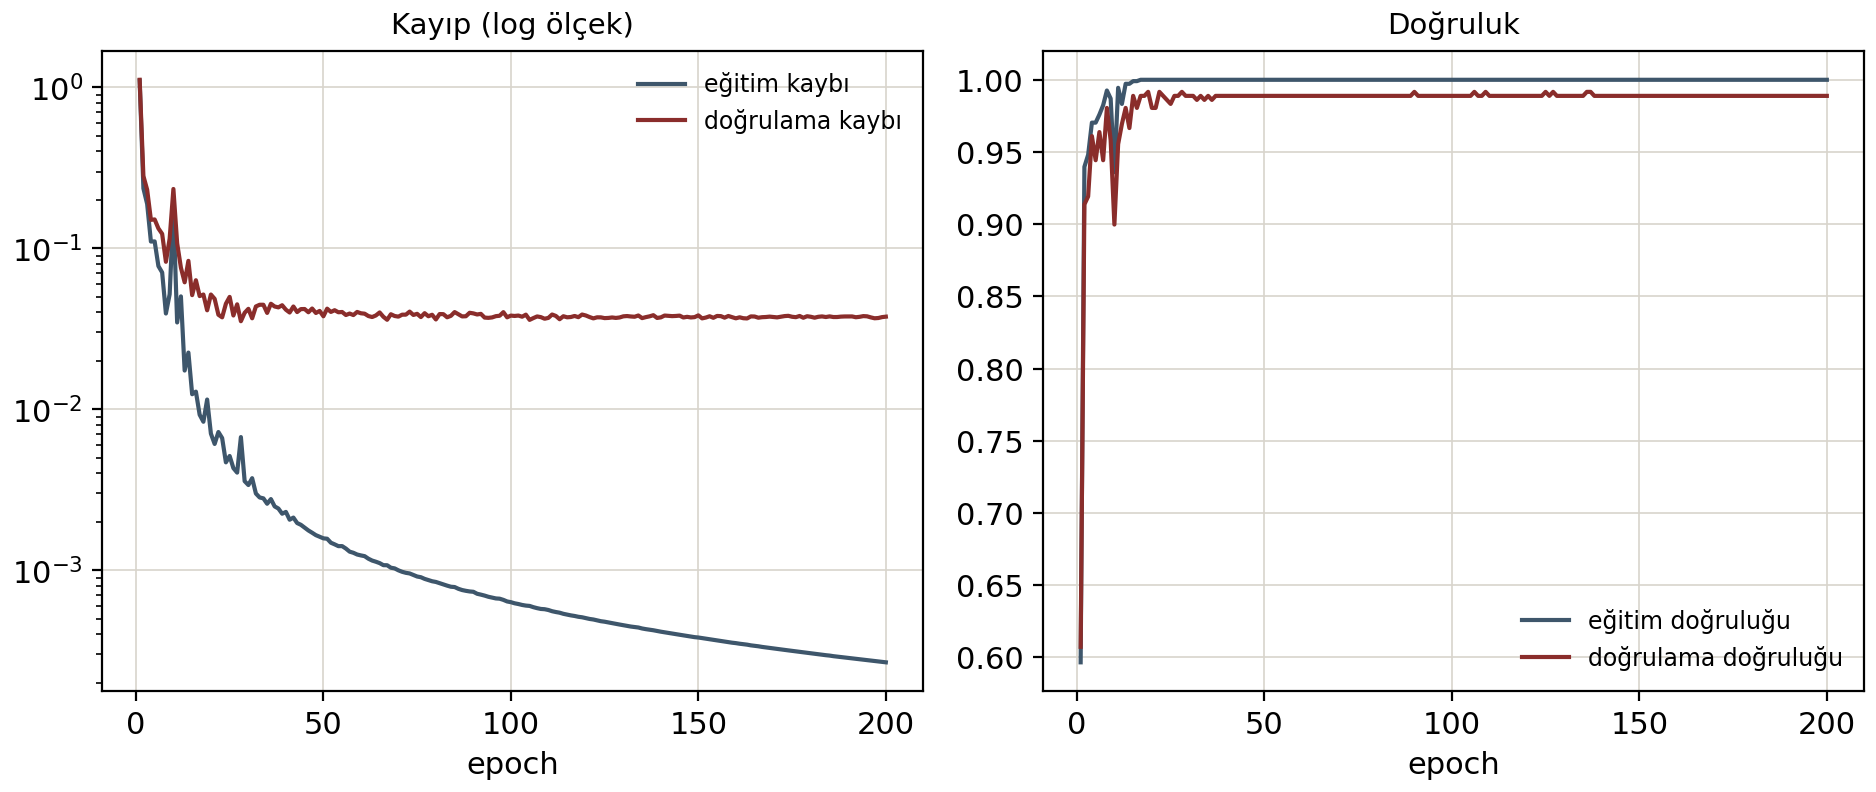 Kayıp (log ölçek)
10⁰
10⁻¹
10⁻²
10⁻³
eğitim kaybı
doğrulama kaybı
0 50 100 150 200
epoch
Doğruluk
1.00
0.95
0.90
0.85
0.80
0.75
0.70
0.65
0.60
eğitim doğruluğu
doğrulama doğruluğu
0 50 100 150 200
epoch